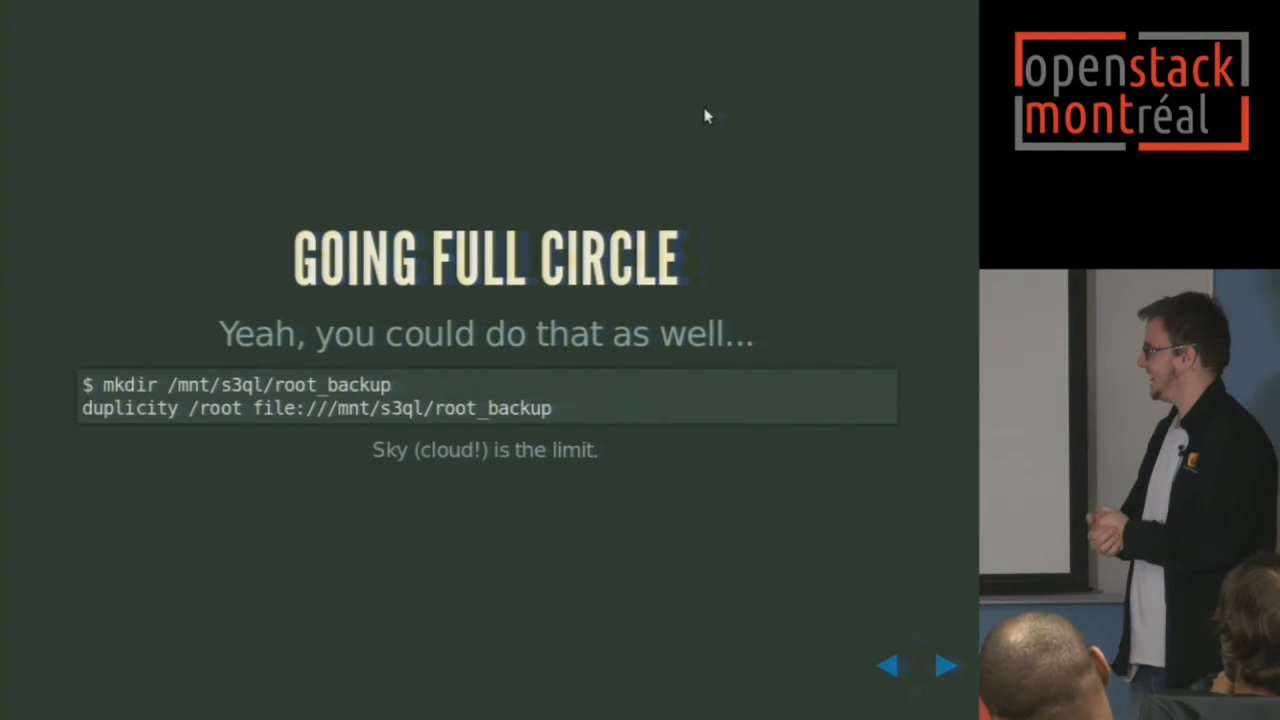 GOING FULL CIRCLE
Yeah, you could do that as well...
$ mkdir /mnt/s3ql/root_backup
duplicity /root file:///mnt/s3ql/root_backup
Sky (cloud!) is the limit.
openstack
montréal